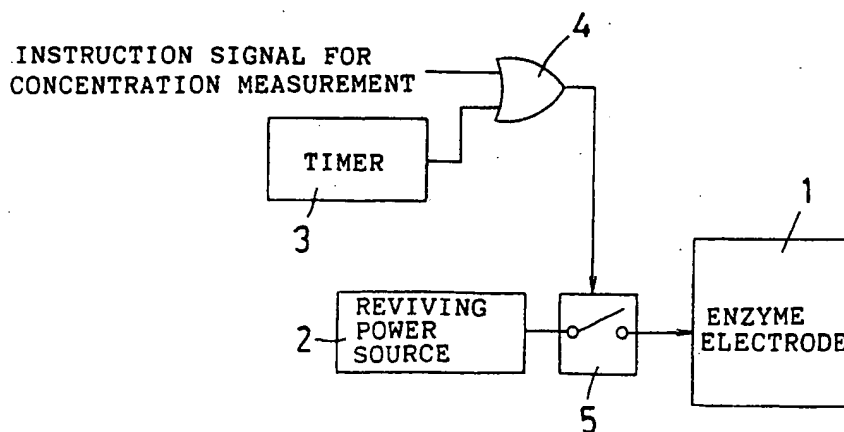 INSTRUCTION SIGNAL FOR
CONCENTRATION MEASUREMENT
4
TIMER
3
1
REVIVING
POWER
SOURCE
2
ENZYME
ELECTRODE
5